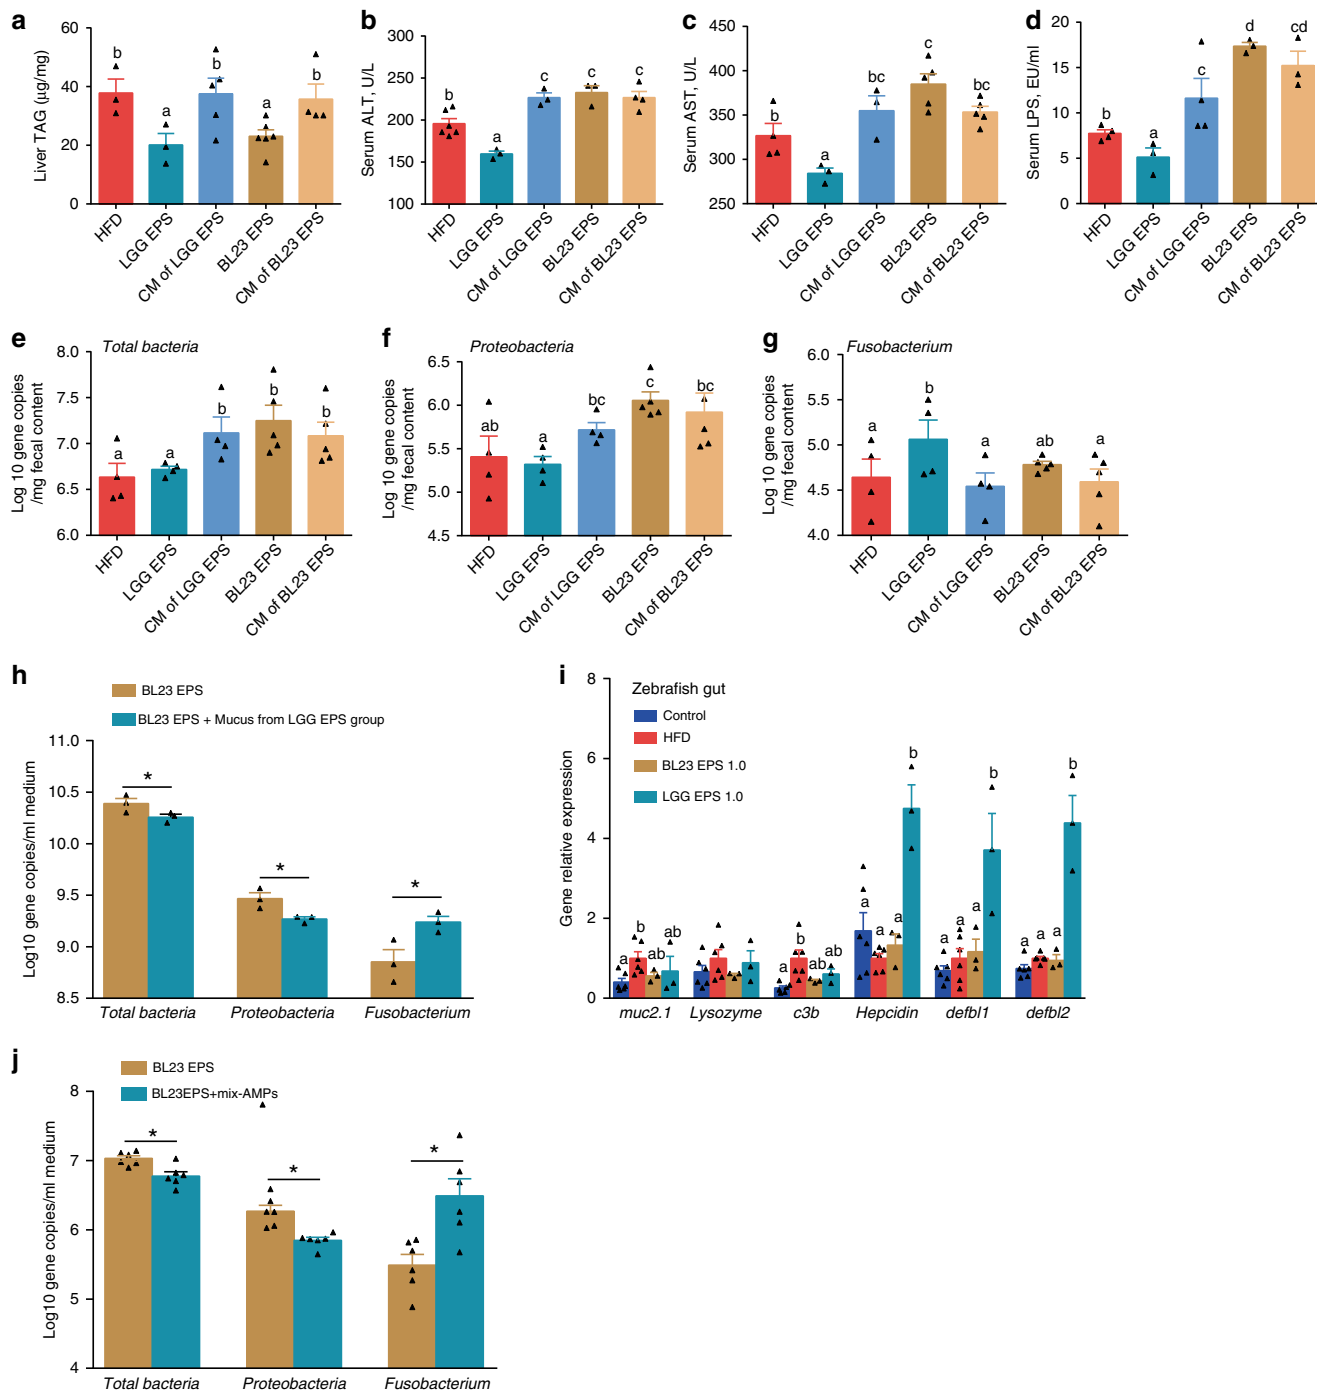 a
Liver TAG (μg/mg)
60
40
20
0
b
a
b
a
b
HFD
LGG EPS
CM of LGG EPS
BL23 EPS
CM of BL23 EPS
b
Serum ALT, U/L
300
250
200
150
100
b
a
c
c
c
HFD
LGG EPS
CM of LGG EPS
BL23 EPS
CM of BL23 EPS
c
Serum AST, U/L
450
400
350
300
250
b
a
bc
c
bc
HFD
LGG EPS
CM of LGG EPS
BL23 EPS
CM of BL23 EPS
d
Serum LPS, EU/ml
20
15
10
5
0
b
a
c
d
cd
HFD
LGG EPS
CM of LGG EPS
BL23 EPS
CM of BL23 EPS
e
Total bacteria
Log 10 gene copies
/mg fecal content
8.0
7.5
7.0
6.5
6.0
a
a
b
b
b
HFD
LGG EPS
CM of LGG EPS
BL23 EPS
CM of BL23 EPS
f
Proteobacteria
Log 10 gene copies
/mg fecal content
6.5
6.0
5.5
5.0
4.5
ab
a
bc
c
bc
HFD
LGG EPS
CM of LGG EPS
BL23 EPS
CM of BL23 EPS
g
Fusobacterium
Log 10 gene copies
/mg fecal content
6.0
5.5
5.0
4.5
4.0
a
b
a
ab
a
HFD
LGG EPS
CM of LGG EPS
BL23 EPS
CM of BL23 EPS
h
BL23 EPS
BL23 EPS + Mucus from LGG EPS group
Log10 gene copies/ml medium
11.0
10.5
10.0
9.5
9.0
8.5
*
*
*
Total bacteria
Proteobacteria
Fusobacterium
i
Zebrafish gut
Control
HFD
BL23 EPS 1.0
LGG EPS 1.0
Gene relative expression
8
6
4
2
0
a
b
ab
ab
a
b
ab
ab
a
a
a
b
a
a
a
b
a
a
a
b
muc2.1
Lysozyme
c3b
Hepcidin
defbl1
defbl2
j
BL23 EPS
BL23EPS+mix-AMPs
Log10 gene copies/ml medium
8
7
6
5
4
*
*
*
Total bacteria
Proteobacteria
Fusobacterium